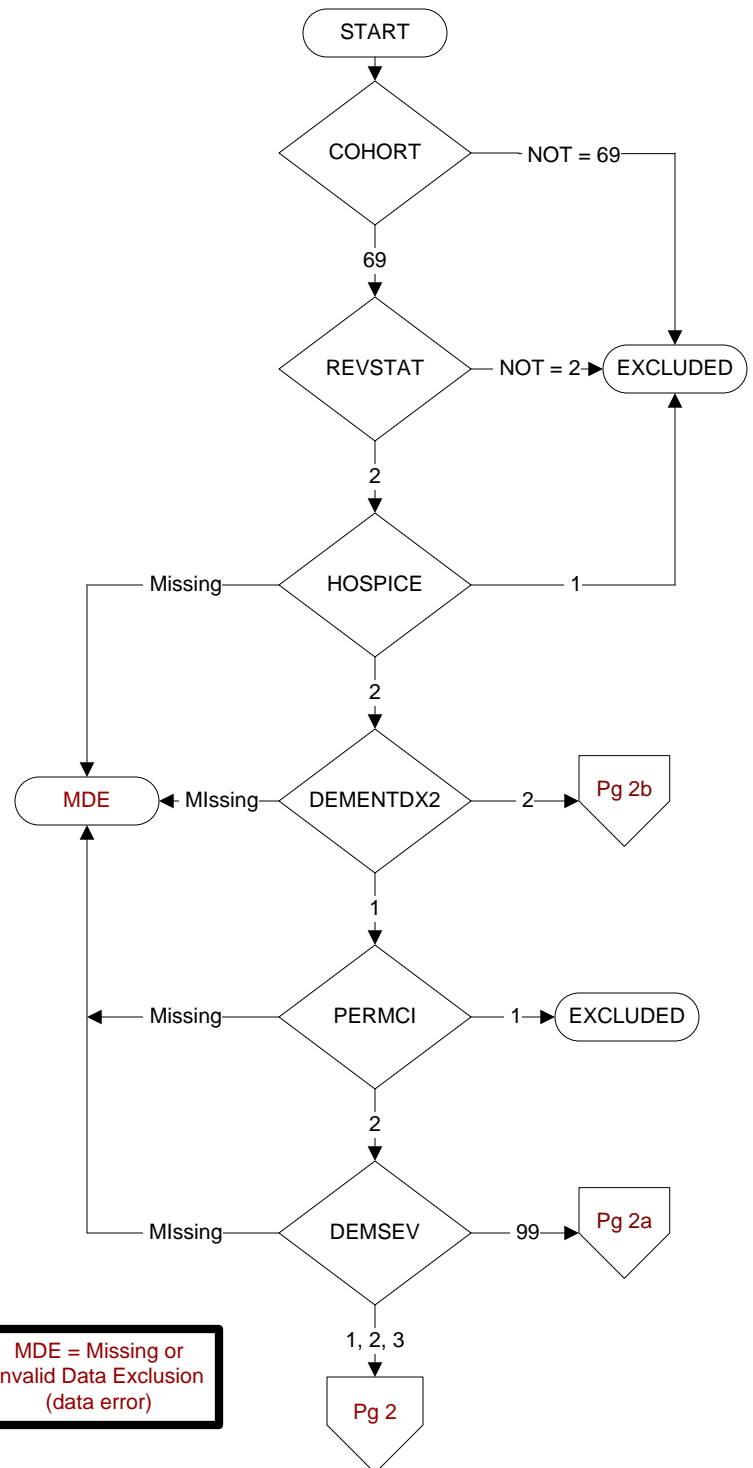 START
COHORT
NOT = 69
69
REVSTAT
NOT = 2
EXCLUDED
2
HOSPICE
Missing
1
2
MDE
MIssing
DEMENTDX2
2
Pg 2b
1
Missing
PERMCI
1
EXCLUDED
2
MIssing
DEMSEV
99
Pg 2a
1, 2, 3
MDE = Missing or
nvalid Data Exclusion
(data error)
Pg 2